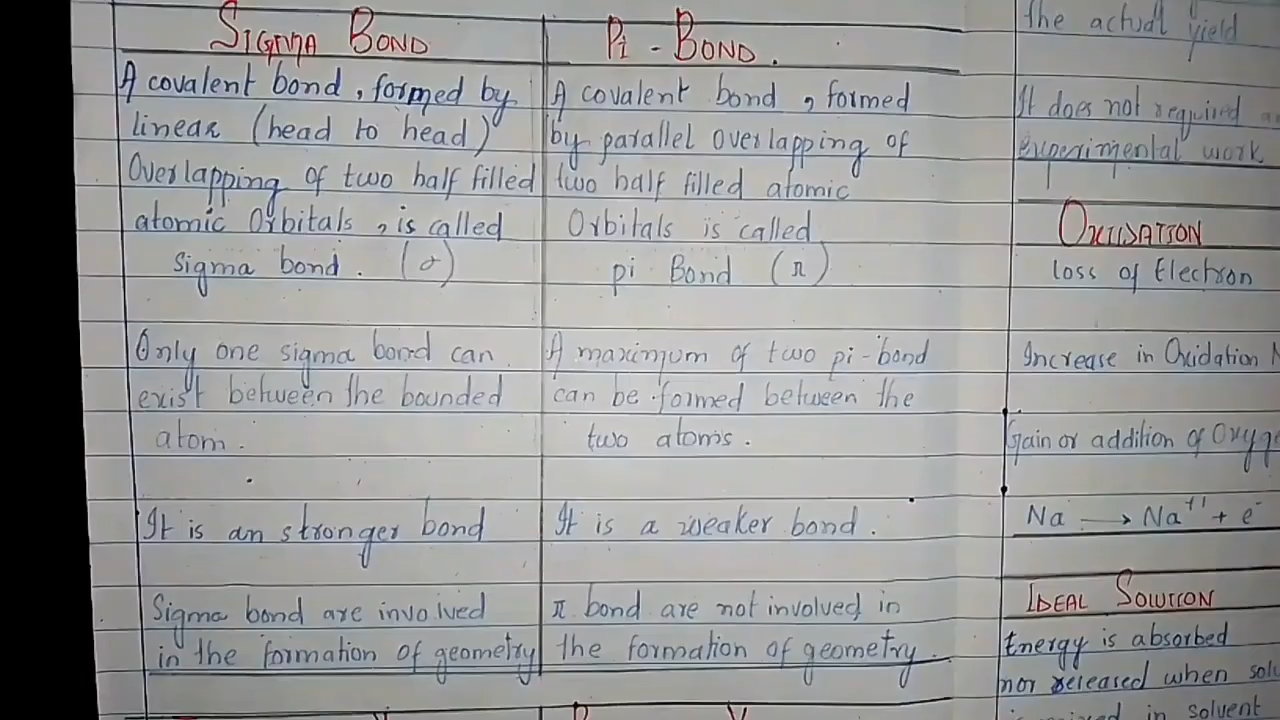 SIGMA BOND
A covalent bond, formed by
linear (head to head)
Overlapping of two half filled
atomic Orbitals, is called
sigma bond. (σ)
Only one sigma bond can
exist between the bounded
atom.
It is an stronger bond
Sigma bond are involved
in the formation of geometry
Pi - BOND.
A covalent bond, formed
by parallel overlapping of
two half filled atomic
Orbitals is called
pi Bond (π)
A maximum of two pi-bond
can be formed between the
two atoms.
It is a weaker bond.
π bond are not involved in
the formation of geometry.
the actual yield
It does not required
experimental work
OXIDATION
loss of Electron
Increase in Oxidation
Gain or addition of
Na → Na⁺¹ + e⁻
IDEAL SOLUTION
Energy is absorbed
nor released when
in solvent